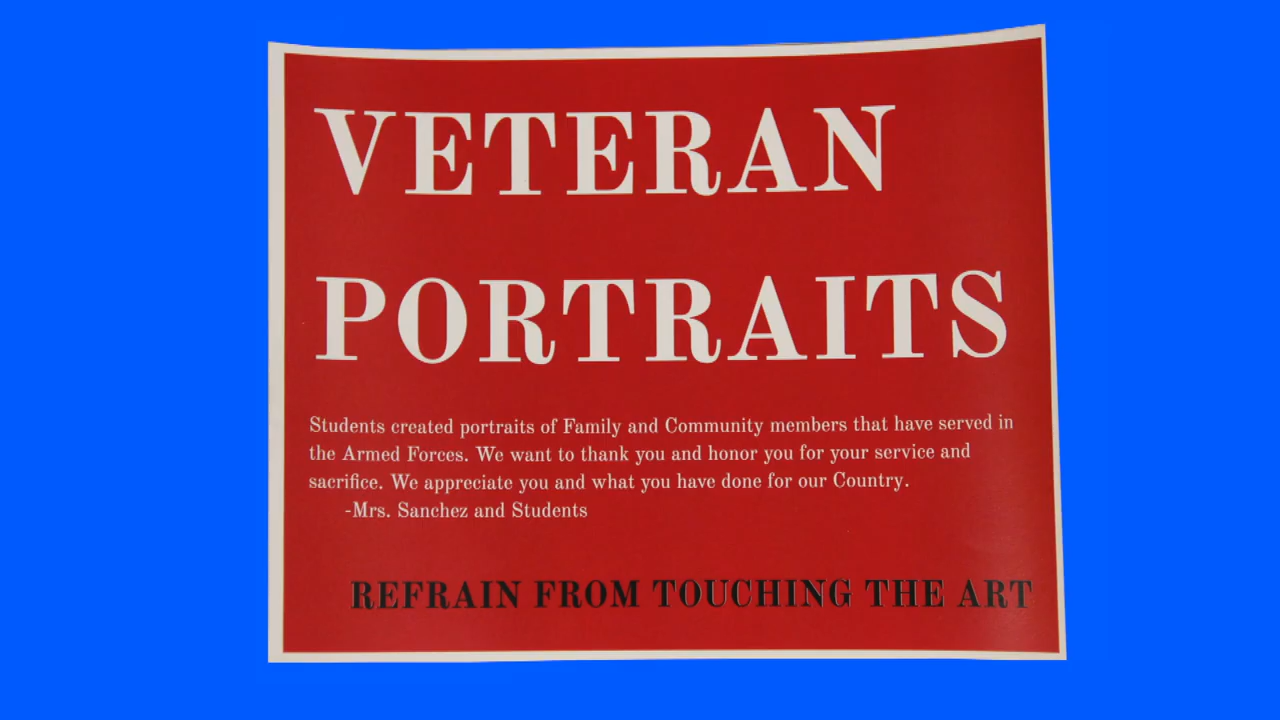 VETERAN
PORTRAITS
Students created portraits of Family and Community members that have served in
the Armed Forces. We want to thank you and honor you for your service and
sacrifice. We appreciate you and what you have done for our Country.
-Mrs. Sanchez and Students
REFRAIN FROM TOUCHING THE ART